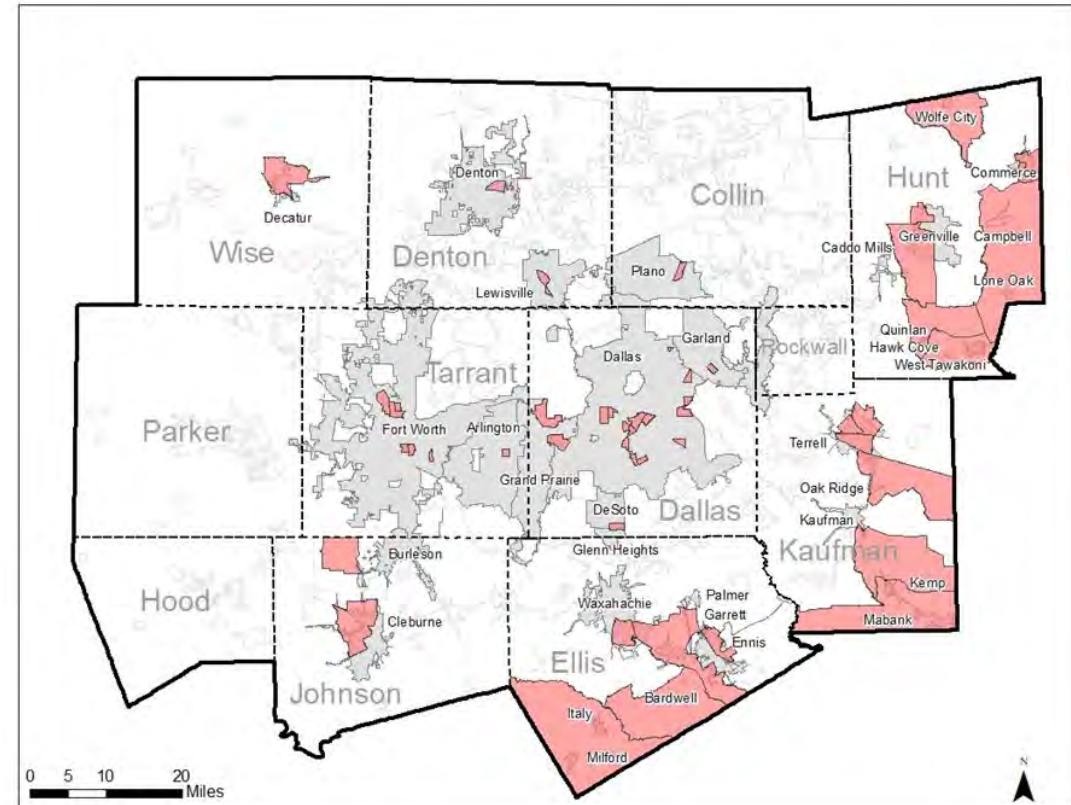 Wolfe City
Commerce
Hunt
Denton
Collin
Decatur
Greenville
Campbell
Caddo Mills
Wise
Denton
Plano
Lewisville
Lone Oak
Quinlan
Garland
Hawk Cove
Rockwall
Dallas
West Tawakoni
Tarrant
Parker
Fort Worth
Arlington
Terrell
Grand Prairie
Oak Ridge
DeSoto
Dallas
Kaufman
Glenn Heights
Kaufman
Burleson
Hood
Kemp
Waxahachie
Palmer
Garrett
Cleburne
Mabank
Ennis
Ellis
Johnson
Bardwell
Italy
Milford
0 5 10 20
Miles
N